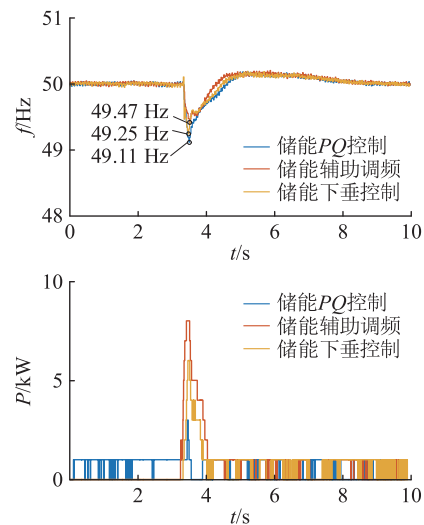 51
50
49
48
f/Hz
49.47 Hz
49.25 Hz
49.11 Hz
储能PQ控制
储能辅助调频
储能下垂控制
0 2 4 6 8 10
t/s
10
5
0
P/kW
储能PQ控制
储能辅助调频
储能下垂控制
0 2 4 6 8 10
t/s